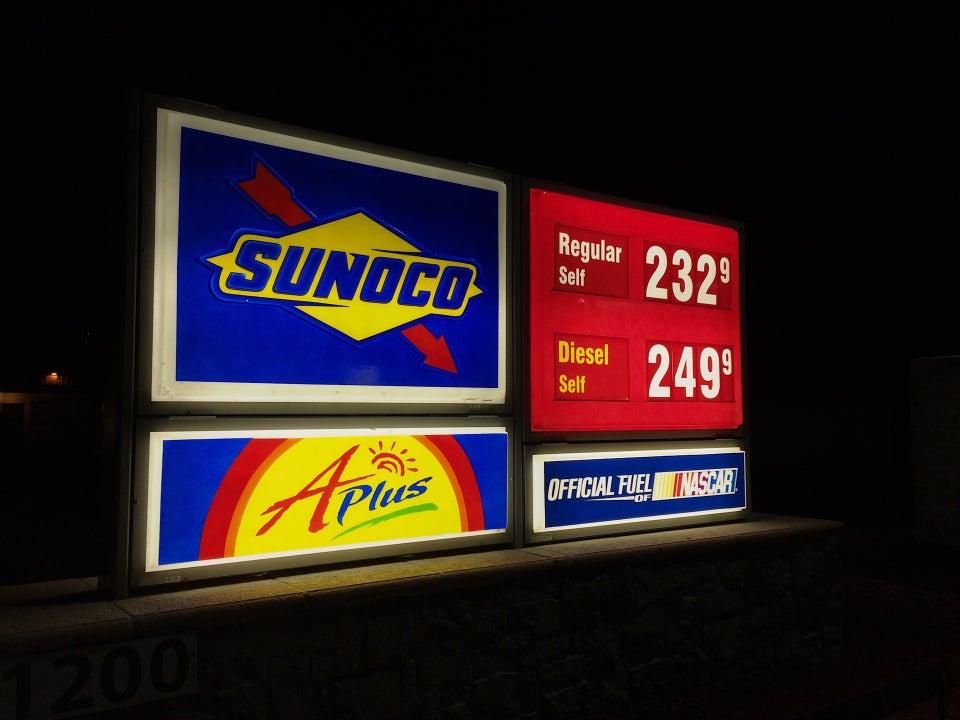 SUNOCO
Regular
Self
232 9
Diesel
Self
249 9
APlus
OFFICIAL FUEL
OF
NASCAR
1200